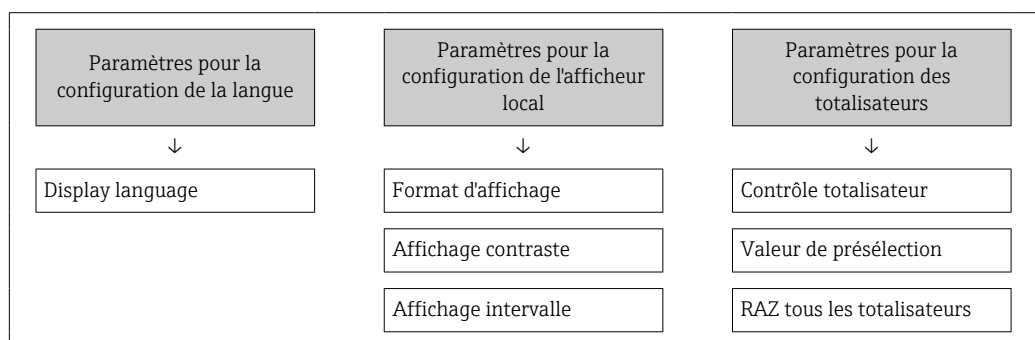 Paramètres pour la
configuration de la langue
↓
Display language
Paramètres pour la
configuration de l'afficheur
local
↓
Format d'affichage
Affichage contraste
Affichage intervalle
Paramètres pour la
configuration des
totalisateurs
↓
Contrôle totalisateur
Valeur de présélection
RAZ tous les totalisateurs